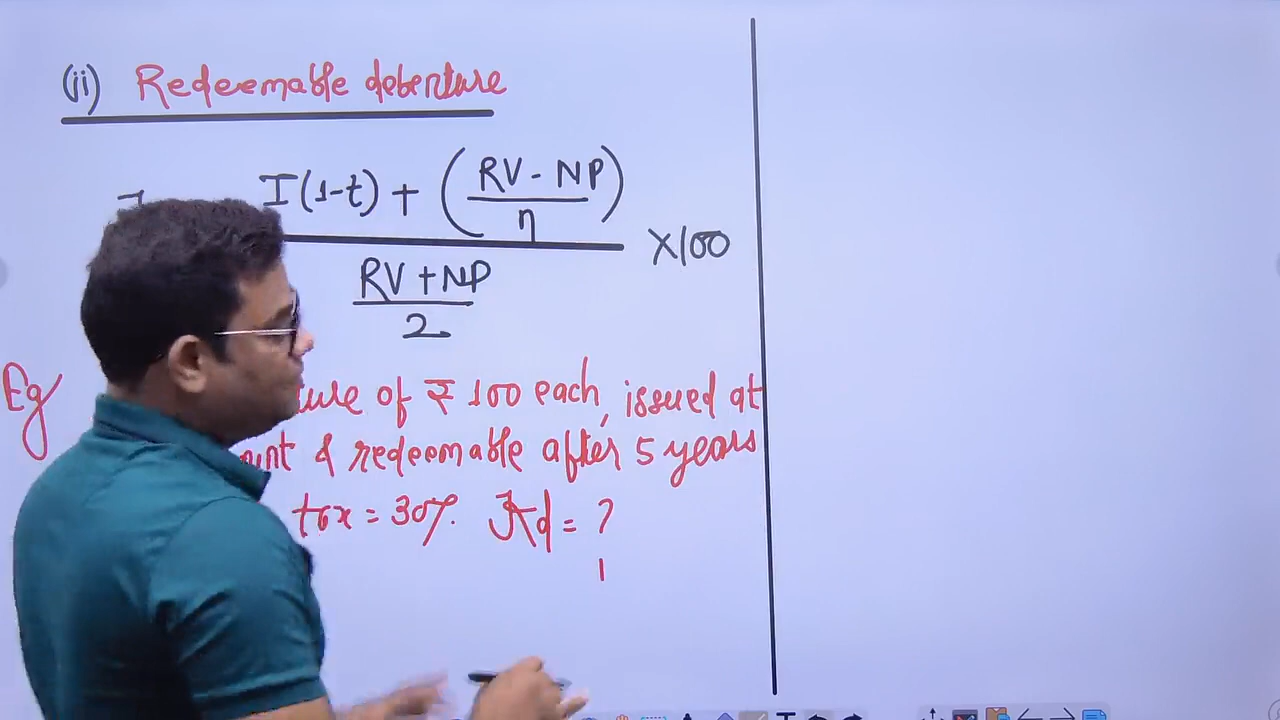 (ii) Redeemable debenture
I(1-t) + (RV - NP / n)
X100
RV + NP / 2
Eg of ₹ 100 each, issued at
& redeemable after 5 years
tax = 30%. Kd = ?